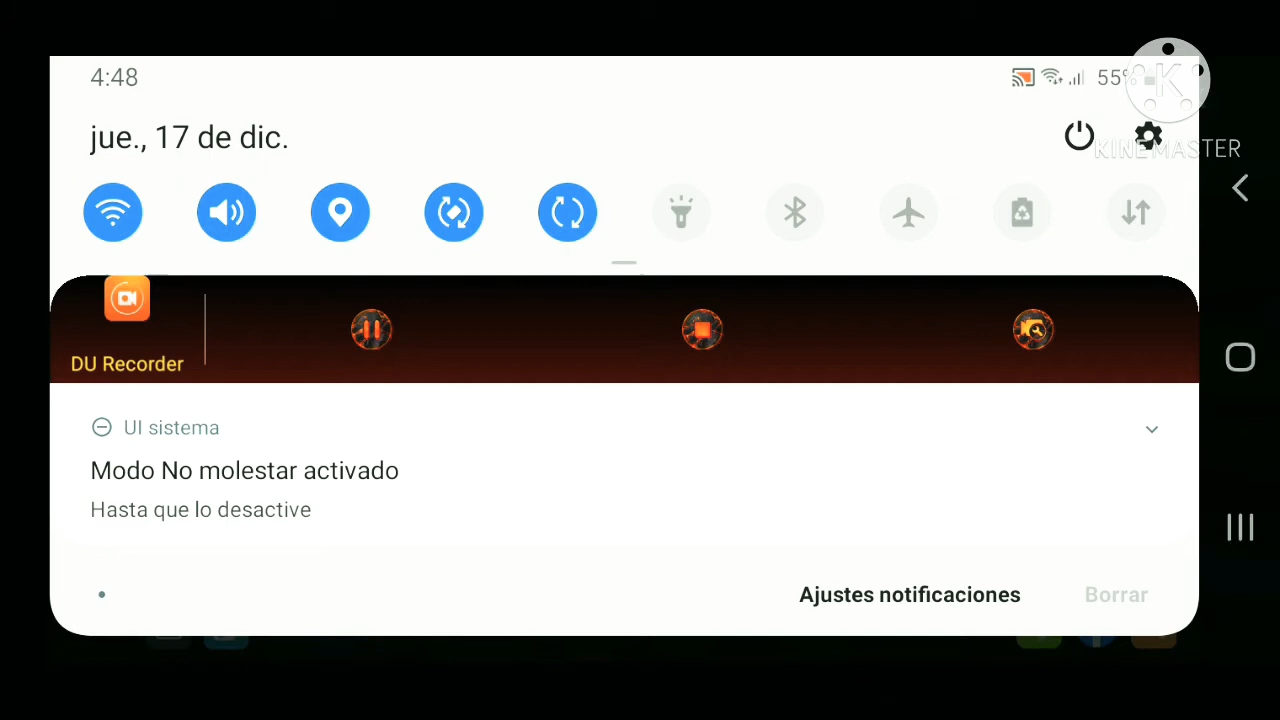 4:48
55%
K
KINEMASTER
jue., 17 de dic.
DU Recorder
UI sistema
Modo No molestar activado
Hasta que lo desactive
Ajustes notificaciones
Borrar